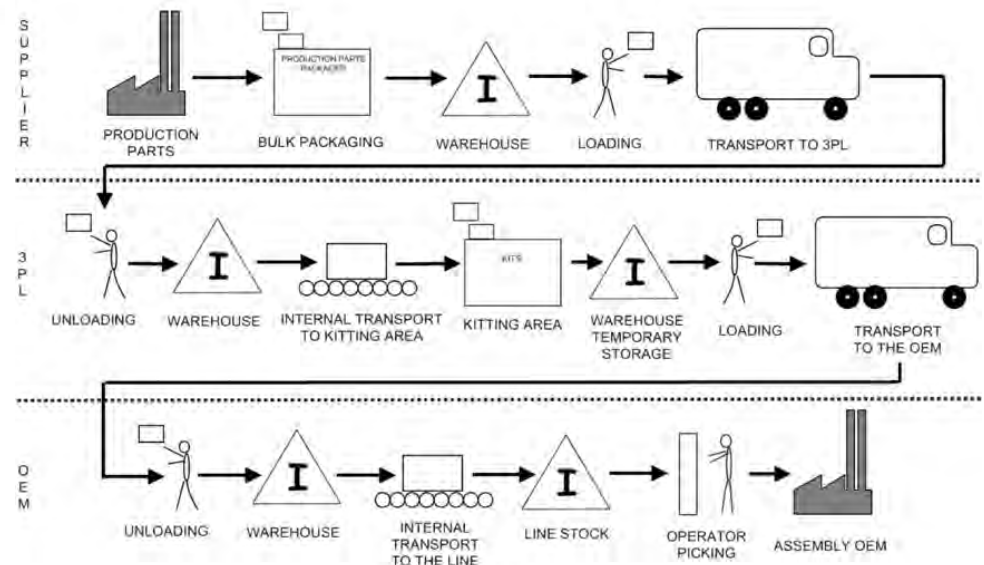 SUPPLIER
PRODUCTION PARTS
PACKAGED
PRODUCTION
PARTS
BULK PACKAGING
WAREHOUSE
LOADING
TRANSPORT TO 3PL
3PL
KITS
UNLOADING
WAREHOUSE
INTERNAL TRANSPORT
TO KITTING AREA
KITTING AREA
WAREHOUSE
TEMPORARY
STORAGE
LOADING
TRANSPORT
TO THE OEM
OEM
UNLOADING
WAREHOUSE
INTERNAL
TRANSPORT
TO THE LINE
LINE STOCK
OPERATOR
PICKING
ASSEMBLY OEM